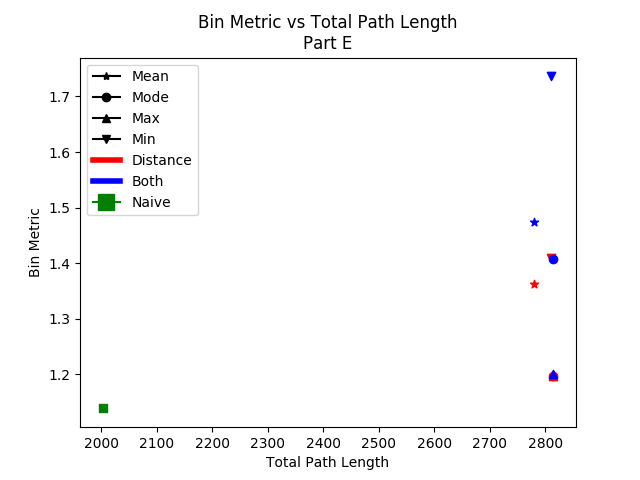 Bin Metric vs Total Path Length
Part E
Mean
Mode
Max
Min
Distance
Both
Naive
Bin Metric
1.7
1.6
1.5
1.4
1.3
1.2
2000 2100 2200 2300 2400 2500 2600 2700 2800
Total Path Length